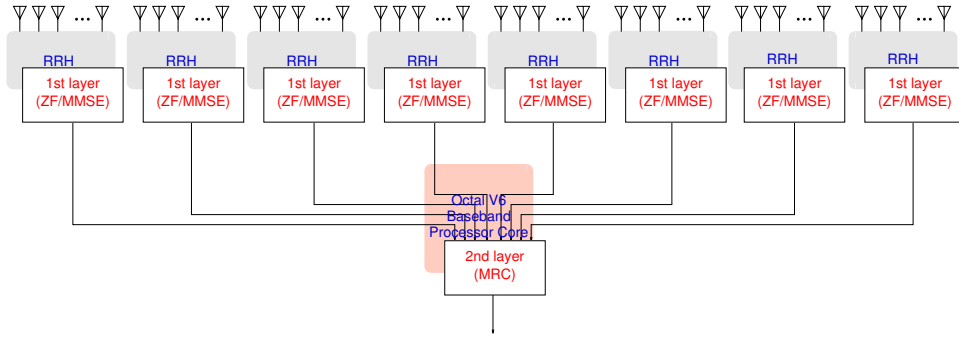 RRH
1st layer
(ZF/MMSE)
RRH
1st layer
(ZF/MMSE)
RRH
1st layer
(ZF/MMSE)
RRH
1st layer
(ZF/MMSE)
RRH
1st layer
(ZF/MMSE)
RRH
1st layer
(ZF/MMSE)
RRH
1st layer
(ZF/MMSE)
RRH
1st layer
(ZF/MMSE)
Octal V6
Baseband
Processor Core
2nd layer
(MRC)